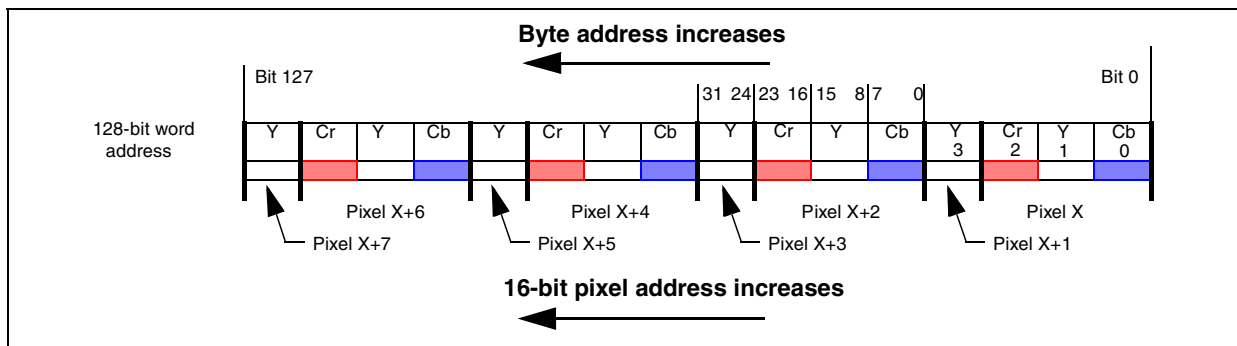 Byte address increases
Bit 127
Bit 0
31 24 23 16 15 8 7 0
128-bit word
address
Y Cr Y Cb Y Cr Y Cb Y Cr Y Cb Y Cr Y Cb
3 2 1 0
Pixel X+6 Pixel X+4 Pixel X+2 Pixel X
Pixel X+7 Pixel X+5 Pixel X+3 Pixel X+1
16-bit pixel address increases